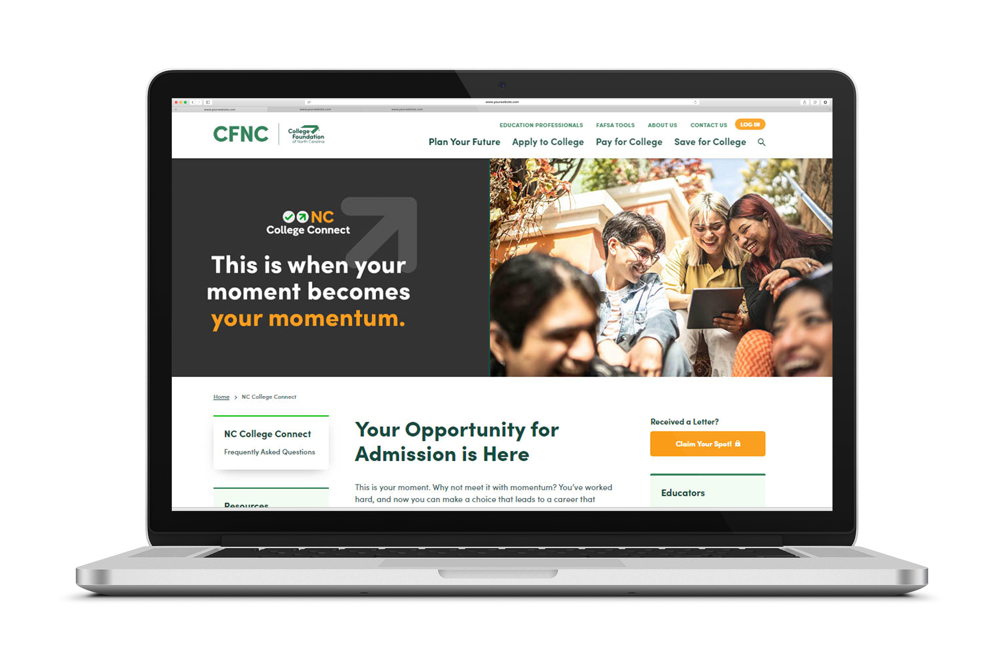 www.yourwebsite.com
www.yourwebsite.com
www.yourwebsite.com
www.yourwebsite.com
CFNC
College
Foundation
of North Carolina
EDUCATION PROFESSIONALS
FAFSA TOOLS
ABOUT US
CONTACT US
LOG IN
Plan Your Future
Apply to College
Pay for College
Save for College
NC
College Connect
This is when your
moment becomes
your momentum.
Home > NC College Connect
NC College Connect
Frequently Asked Questions
Resources
Your Opportunity for
Admission is Here
This is your moment. Why not meet it with momentum? You've worked
hard, and now you can make a choice that leads to a career that
Received a Letter?
Claim Your Spot!
Educators